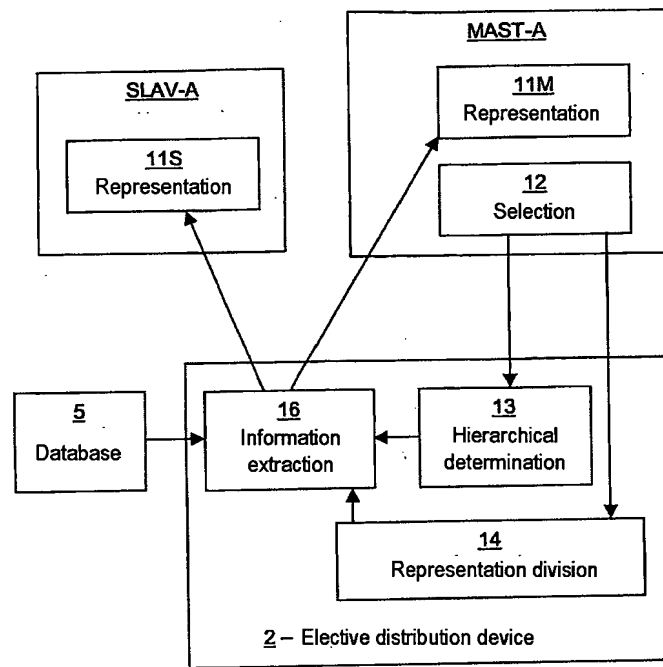 MAST-A
SLAV-A
11M
Representation
11S
Representation
12
Selection
5
Database
16
Information
extraction
13
Hierarchical
determination
14
Representation division
2 – Elective distribution device